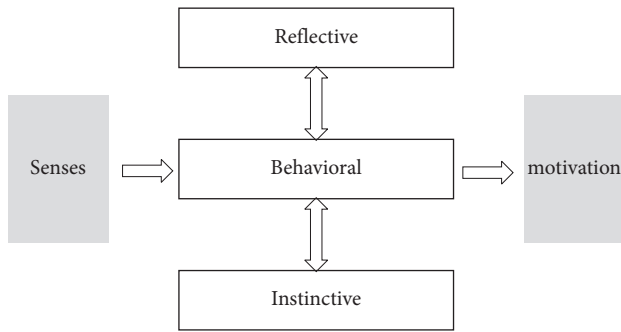 Reflective
Senses
Behavioral
motivation
Instinctive